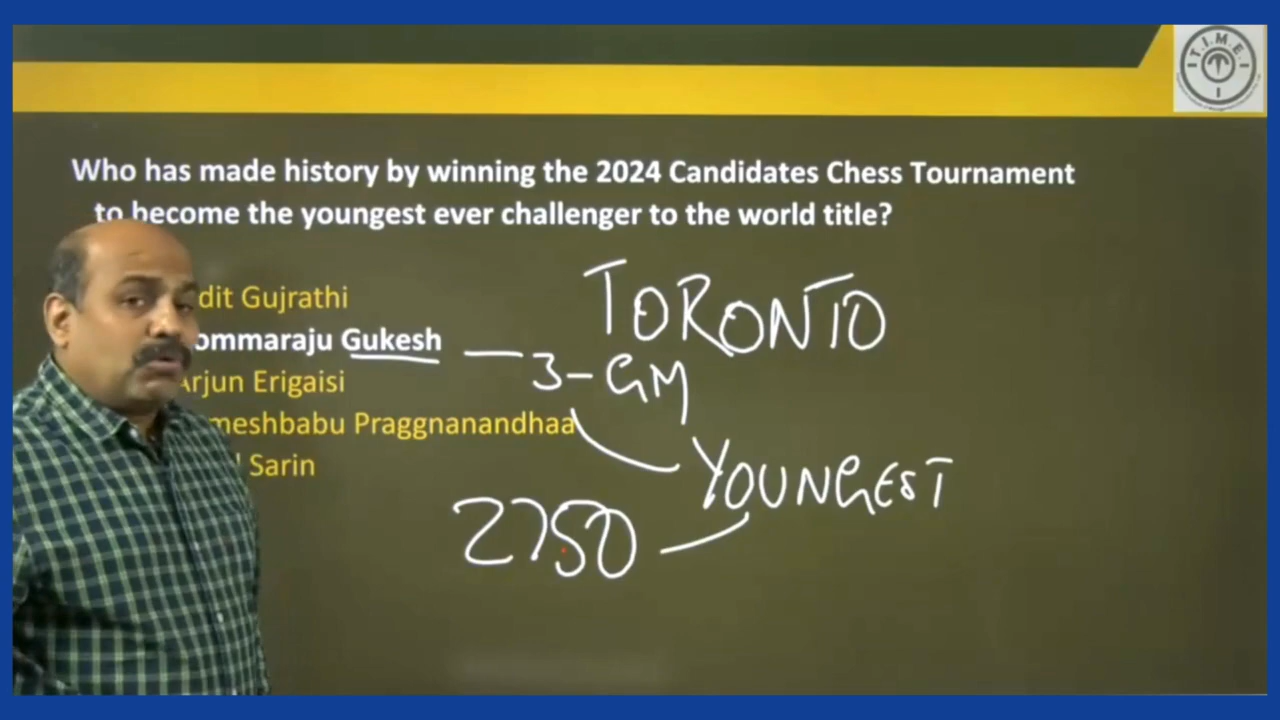 T.I.M.E.
Who has made history by winning the 2024 Candidates Chess Tournament
to become the youngest ever challenger to the world title?
dit Gujrathi
TORONTO
ommaraju Gukesh
3-GM
Arjun Erigaisi
meshbabu Praggnanandhaa
Sarin
YOUNGEST
2750